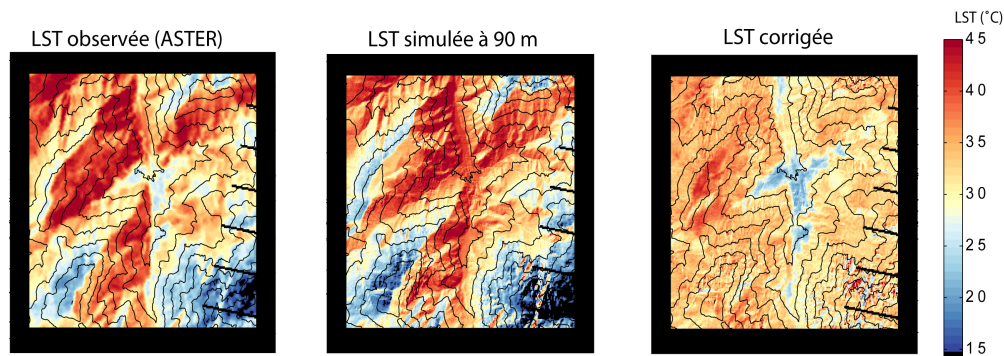 LST observée (ASTER)
LST simulée à 90 m
LST corrigée
LST (°C)
45
40
35
30
25
20
15